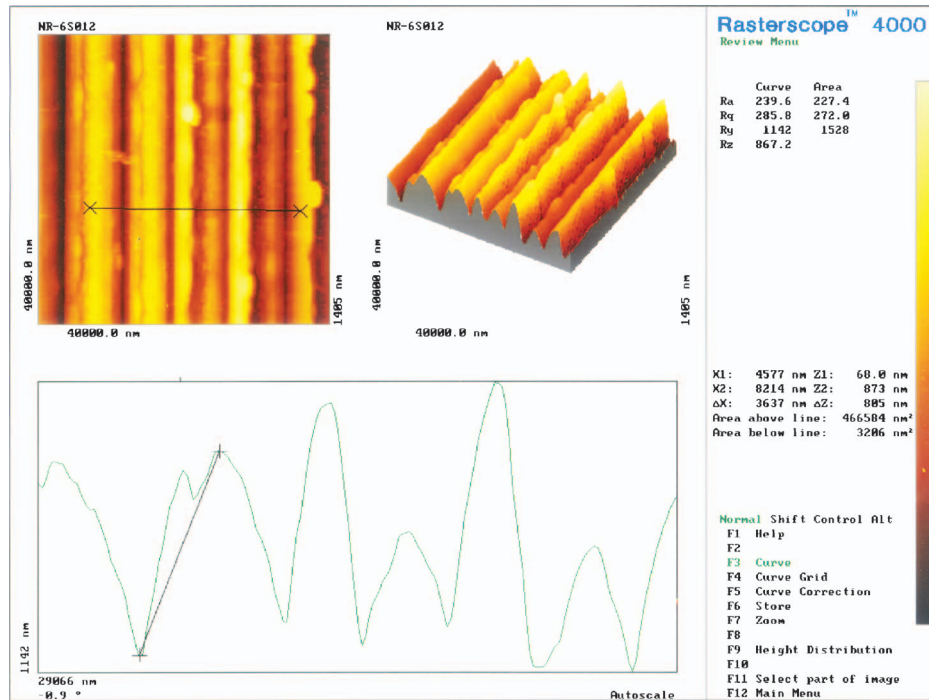 NR-6S012
40000.0 nm
1405 nm
40000.0 nm
NR-6S012
40000.0 nm
1405 nm
40000.0 nm
1142 nm
29066 nm
-0.9 °
Autoscale
Rasterscope™ 4000
Review Menu
Curve Area
Ra 239.6 227.4
Rq 285.8 272.0
Ry 1142 1528
Rz 867.2
X1: 4577 nm Z1: 68.0 nm
X2: 8214 nm Z2: 873 nm
ΔX: 3637 nm ΔZ: 805 nm
Area above line: 466584 nm²
Area below line: 3206 nm²
Normal Shift Control Alt
F1 Help
F2
F3 Curve
F4 Curve Grid
F5 Curve Correction
F6 Store
F7 Zoom
F8
F9 Height Distribution
F10
F11 Select part of image
F12 Main Menu